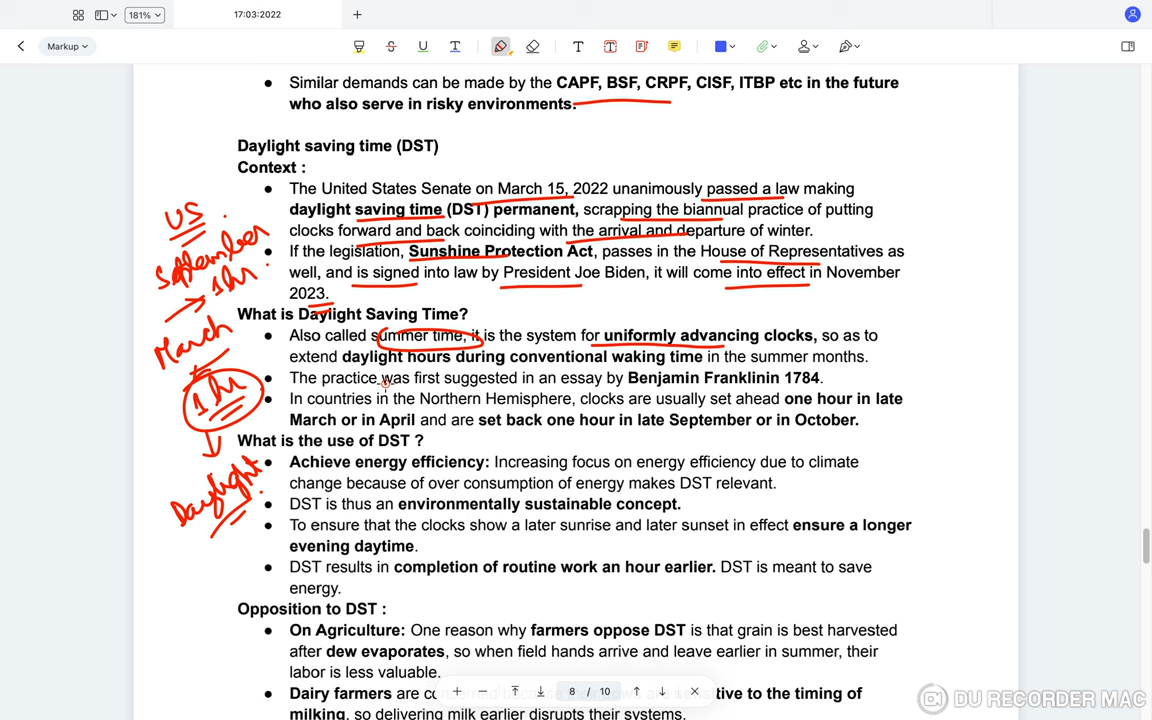 181%
17:03:2022
Markup
Similar demands can be made by the CAPF, BSF, CRPF, CISF, ITBP etc in the future
who also serve in risky environments.
Daylight saving time (DST)
Context :
The United States Senate on March 15, 2022 unanimously passed a law making
daylight saving time (DST) permanent, scrapping the biannual practice of putting
clocks forward and back coinciding with the arrival and departure of winter.
If the legislation, Sunshine Protection Act, passes in the House of Representatives as
well, and is signed into law by President Joe Biden, it will come into effect in November
2023.
US
September
1hr
March
1hr
Daylight
What is Daylight Saving Time?
Also called summer time, it is the system for uniformly advancing clocks, so as to
extend daylight hours during conventional waking time in the summer months.
The practice was first suggested in an essay by Benjamin Franklinin 1784.
In countries in the Northern Hemisphere, clocks are usually set ahead one hour in late
March or in April and are set back one hour in late September or in October.
What is the use of DST ?
Achieve energy efficiency: Increasing focus on energy efficiency due to climate
change because of over consumption of energy makes DST relevant.
DST is thus an environmentally sustainable concept.
To ensure that the clocks show a later sunrise and later sunset in effect ensure a longer
evening daytime.
DST results in completion of routine work an hour earlier. DST is meant to save
energy.
Opposition to DST :
On Agriculture: One reason why farmers oppose DST is that grain is best harvested
after dew evaporates, so when field hands arrive and leave earlier in summer, their
labor is less valuable.
Dairy farmers are to the timing of
milking, so delivering milk earlier disrupts their systems.
8 / 10
DU RECORDER MAC